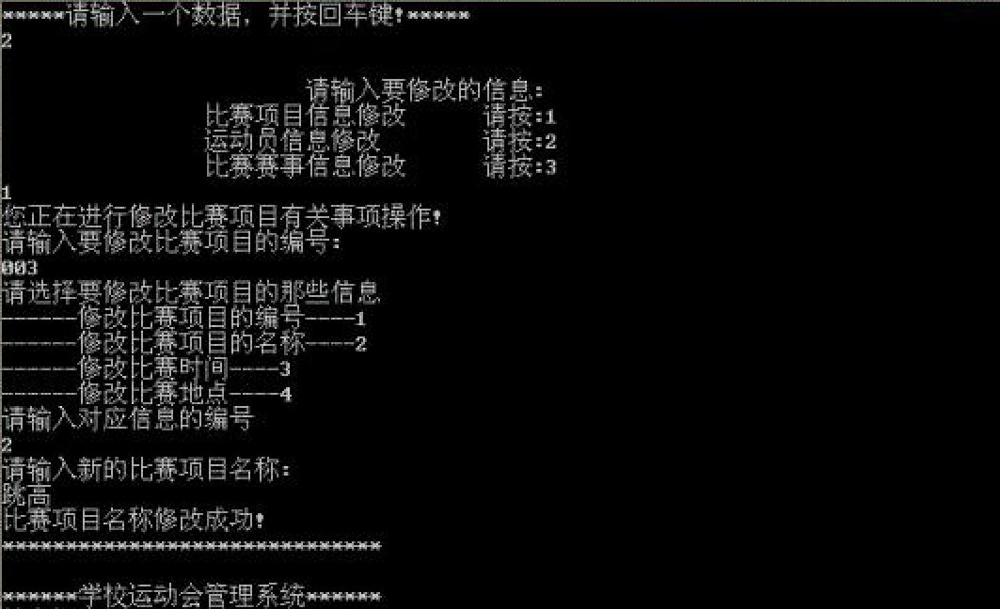 *****请输入一个数据，并按回车键!*****
2
请输入要修改的信息:
比赛项目信息修改 请按:1
运动员信息修改 请按:2
比赛赛事信息修改 请按:3
1
您正在进行修改比赛项目有关事项操作!
请输入要修改比赛项目的编号:
003
请选择要修改比赛项目的那些信息
------修改比赛项目的编号----1
------修改比赛项目的名称----2
------修改比赛时间----3
------修改比赛地点----4
请输入对应信息的编号
2
请输入新的比赛项目名称:
跳高
比赛项目名称修改成功!
******************************
******学校运动会管理系统******